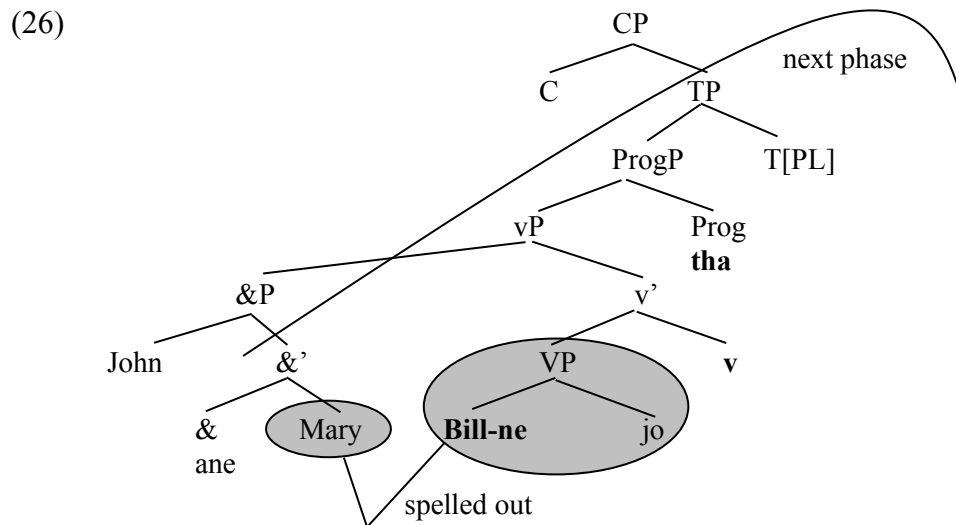 (26)
CP
next phase
C TP
ProgP T[PL]
vP Prog
tha
&P v’
John &’ VP v
& Mary Bill-ne jo
ane
spelled out